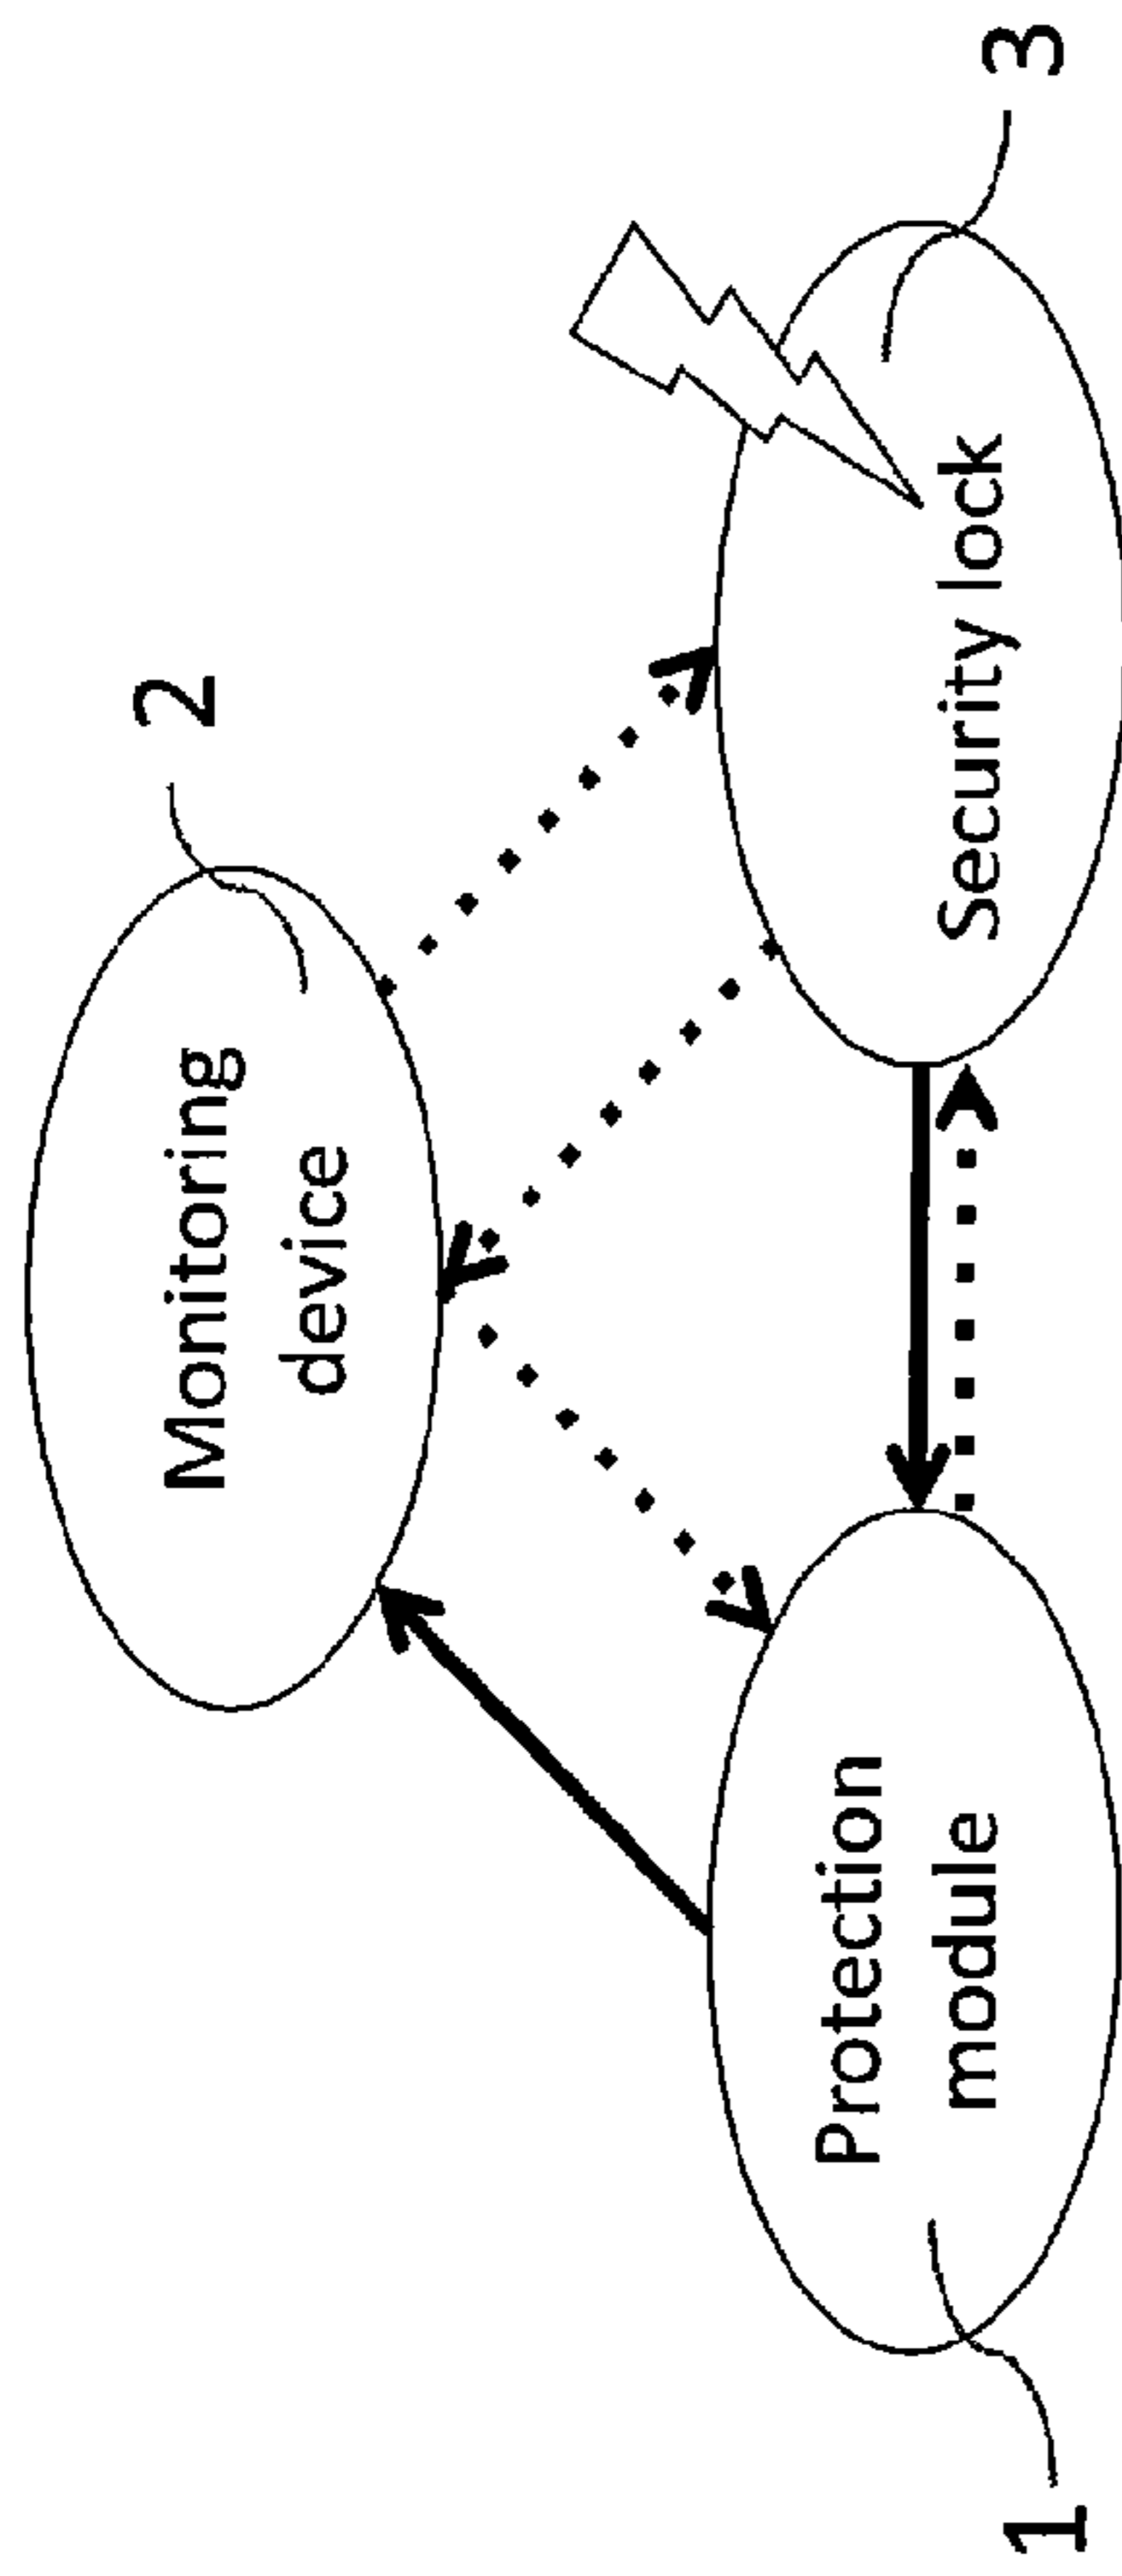 2
Monitoring
device
3
Security lock
Protection
module
1